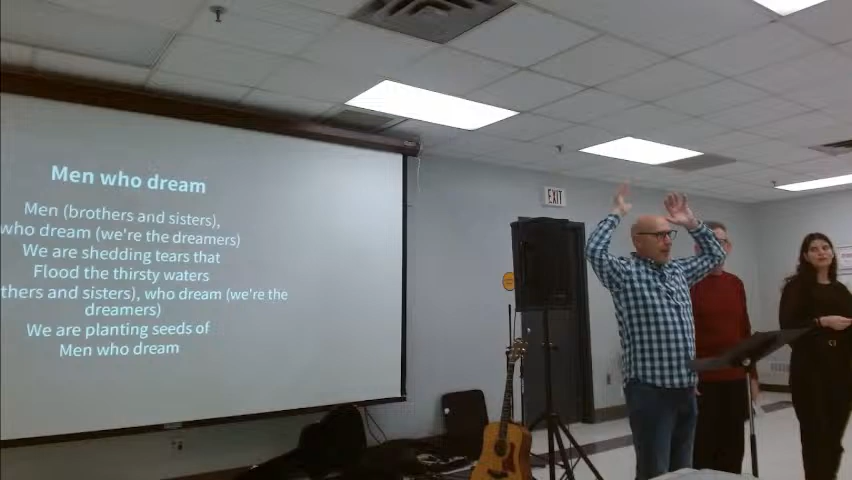 Men who dream
Men (brothers and sisters),
who dream (we're the dreamers)
We are shedding tears that
Flood the thirsty waters
thers and sisters), who dream (we're the
dreamers)
We are planting seeds of
Men who dream
EXIT